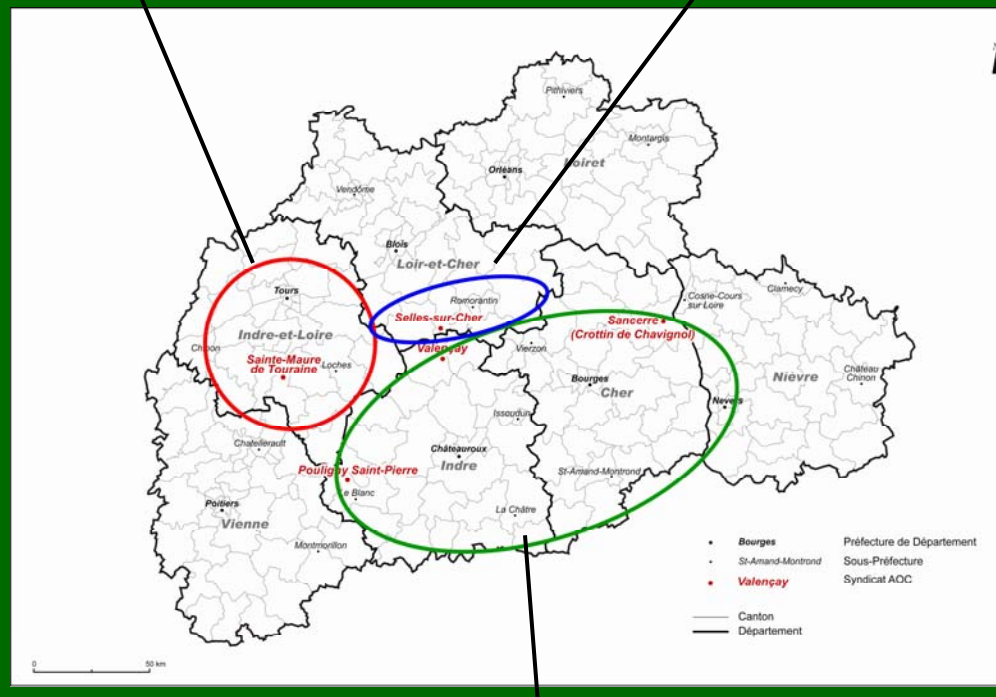 Pithiviers
Montargis
Orléans
Loiret
Vendôme
Blois
Loir-et-Cher
Clamecy
Tours
Romorantin
Cosne-Cours
sur Loire
Selles-sur-Cher
Sancerre
(Crottin de Chavignol)
Indre-et-Loire
Chinon
Valençay
Vierzon
Sainte-Maure
de Touraine
Loches
Bourges
Cher
Nièvre
Château
Chinon
Nevers
Issoudun
Chatellerault
Châteauroux
Indre
Pouligny Saint-Pierre
St-Amand-Montrond
Le Blanc
Poitiers
Vienne
La Châtre
Montmorillon
Bourges Préfecture de Département
St-Amand-Montrond Sous-Préfecture
Valençay Syndicat AOC
Canton
Département
0 50 km